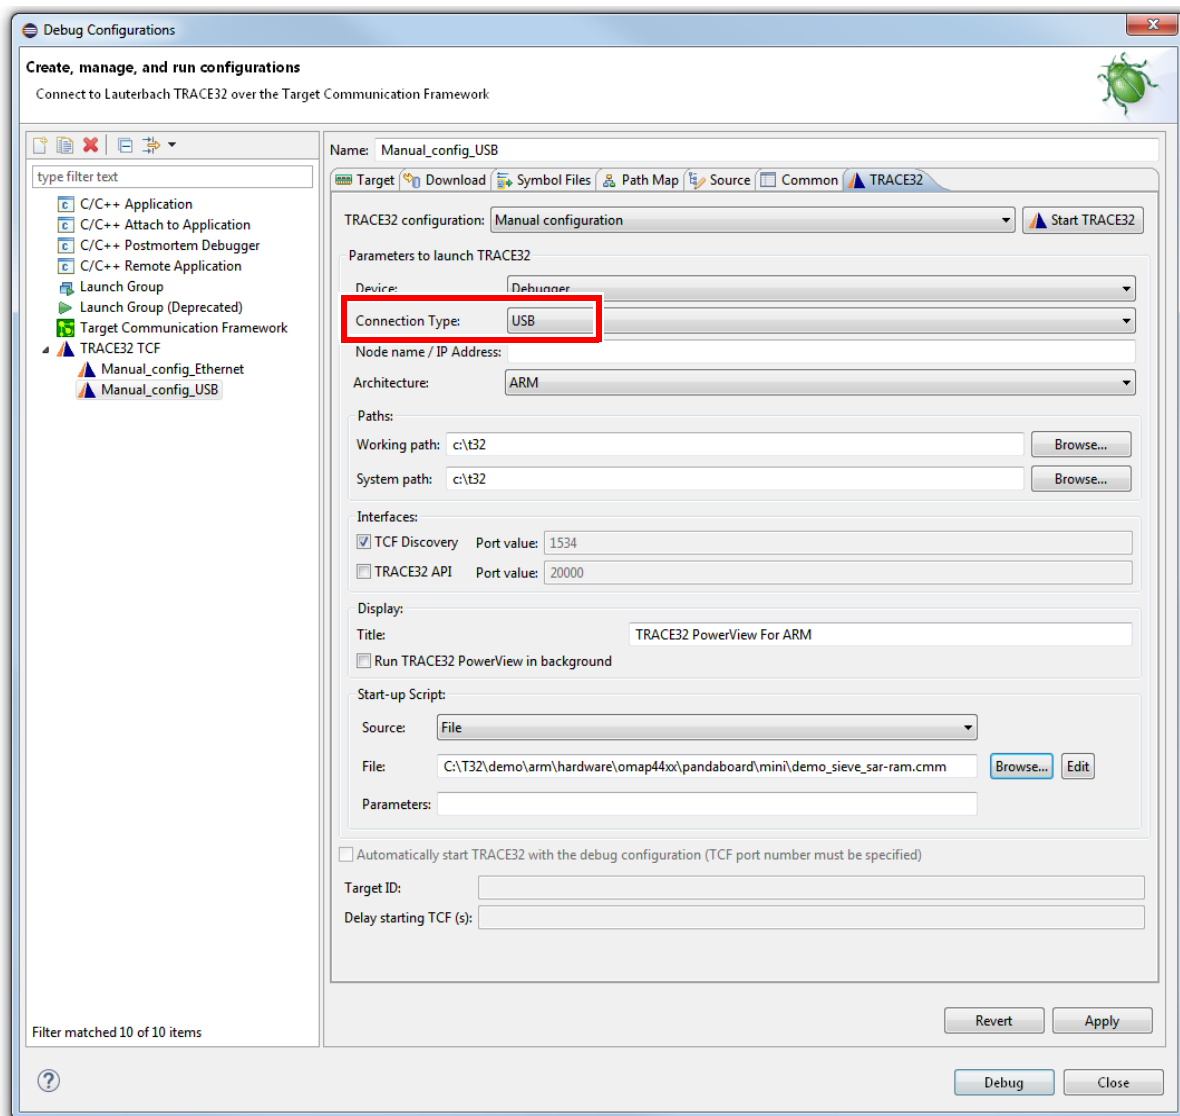 Debug Configurations
Create, manage, and run configurations
Connect to Lauterbach TRACE32 over the Target Communication Framework
type filter text
C/C++ Application
C/C++ Attach to Application
C/C++ Postmortem Debugger
C/C++ Remote Application
Launch Group
Launch Group (Deprecated)
Target Communication Framework
TRACE32 TCF
Manual_config_Ethernet
Manual_config_USB
Filter matched 10 of 10 items
Name: Manual_config_USB
Target Download Symbol Files Path Map Source Common TRACE32
TRACE32 configuration: Manual configuration Start TRACE32
Parameters to launch TRACE32
Device: Debugger
Connection Type: USB
Node name / IP Address:
Architecture: ARM
Paths:
Working path: c:\t32 Browse...
System path: c:\t32 Browse...
Interfaces:
TCF Discovery Port value: 1534
TRACE32 API Port value: 20000
Display:
Title: TRACE32 PowerView For ARM
Run TRACE32 PowerView in background
Start-up Script:
Source: File
File: C:\T32\demo\arm\hardware\omap44xx\pandaboard\mini\demo_sieve_sar-ram.cmm Browse... Edit
Parameters:
Automatically start TRACE32 with the debug configuration (TCF port number must be specified)
Target ID:
Delay starting TCF (s):
Revert Apply
Debug Close